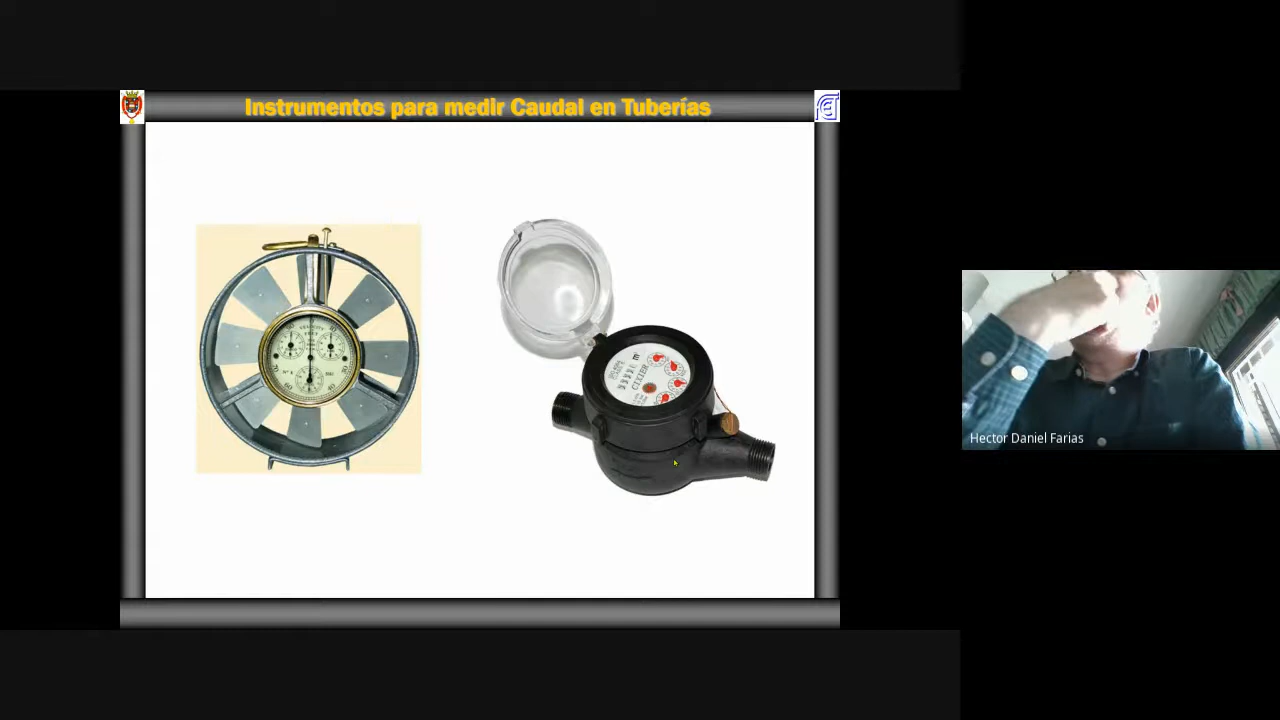 Instrumentos para medir Caudal en Tuberías
Hector Daniel Farias